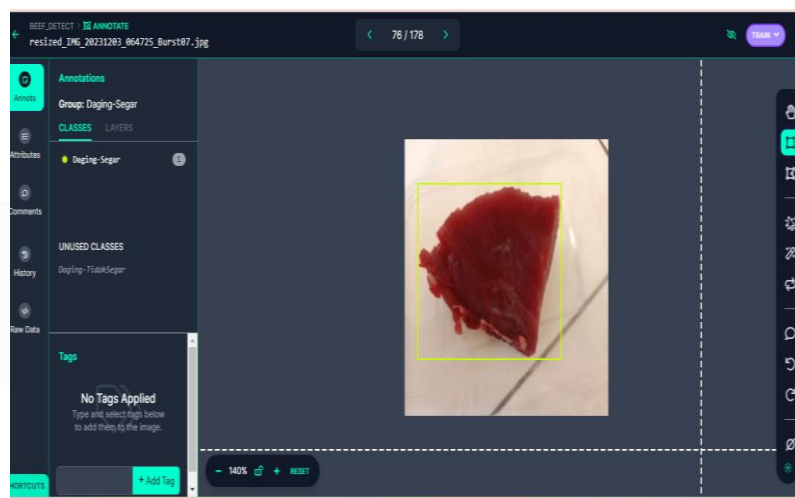 BEEF_DETECT > ANNOTATE
resized_IMG_20231203_064725_Burst07.jpg
76 / 178
TRAIN
Annots
Attributes
Comments
History
Raw Data
SHORTCUTS
Annotations
Group: Daging-Segar
CLASSES LAYERS
Daging-Segar 1
UNUSED CLASSES
Daging-TidakSegar
Tags
No Tags Applied
Type and select tags below
to add them to the image.
+ Add Tag
- 140% + RESET